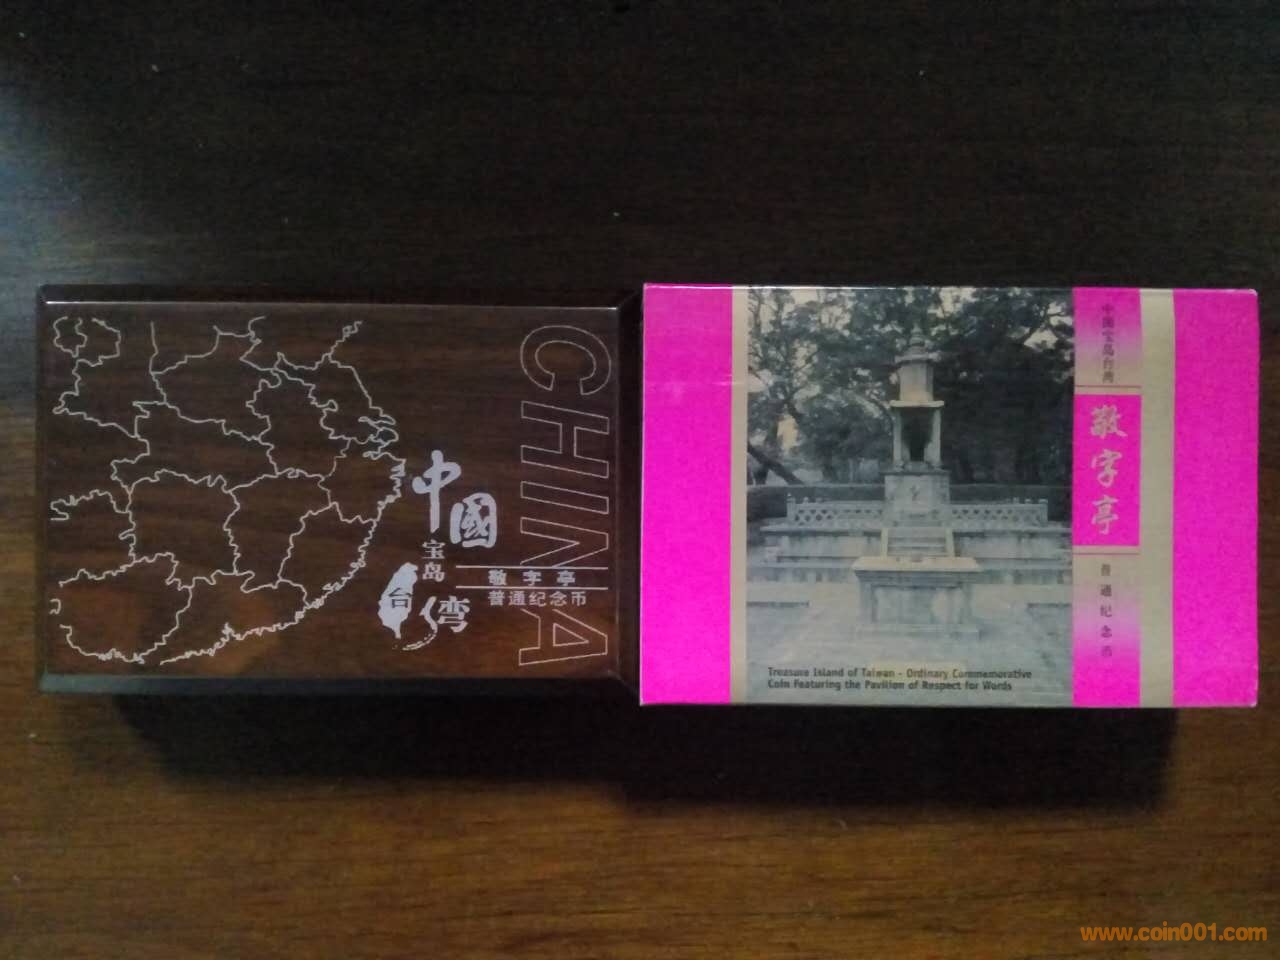 CHINA
中國
宝岛
台湾
敬字亭
普通纪念币
中国宝岛台湾
敬字亭
普通纪念币
Treasure Island of Taiwan - Ordinary Commemorative
Coin Featuring the Pavilion of Respect for Words
www.coin001.com